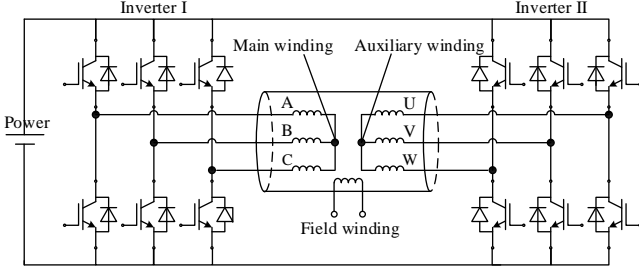 Inverter I
Inverter II
Main winding
Auxiliary winding
A
U
Power
B
V
C
W
Field winding